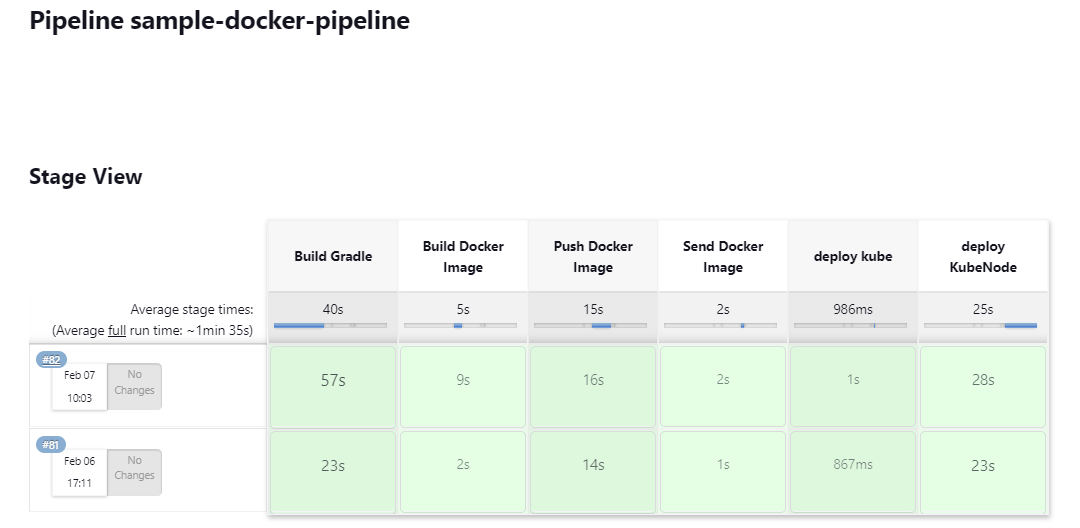 Pipeline sample-docker-pipeline
Stage View
Build Gradle
Build Docker
Image
Push Docker
Image
Send Docker
Image
deploy kube
deploy
KubeNode
Average stage times:
(Average full run time: ~1min 35s)
40s
5s
15s
2s
986ms
25s
#82
Feb 07
10:03
No
Changes
57s
9s
16s
2s
1s
28s
#81
Feb 06
17:11
No
Changes
23s
2s
14s
1s
867ms
23s